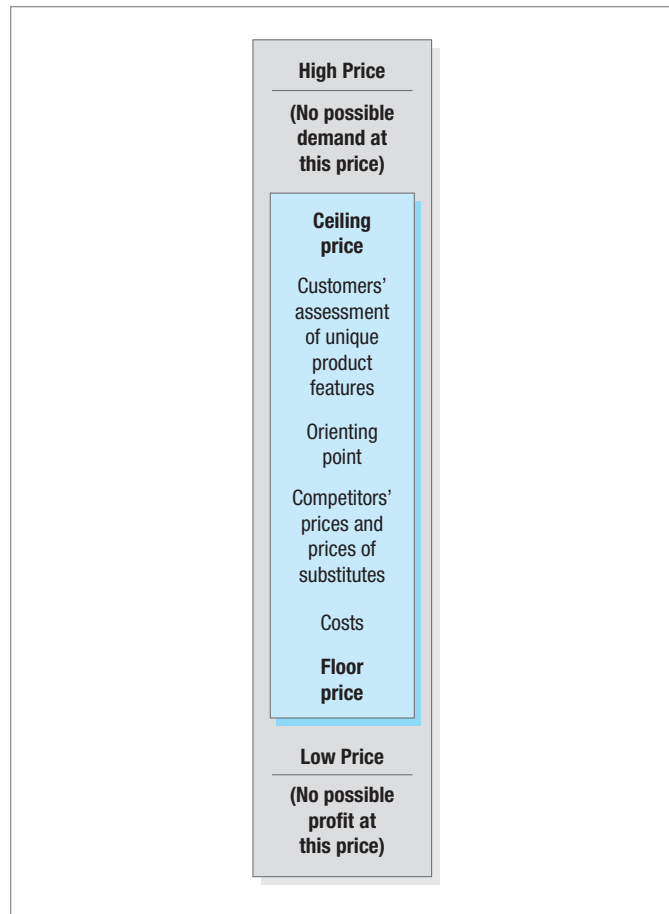 High Price
(No possible
demand at
this price)
Ceiling
price
Customers’
assessment
of unique
product
features
Orienting
point
Competitors’
prices and
prices of
substitutes
Costs
Floor
price
Low Price
(No possible
profit at
this price)